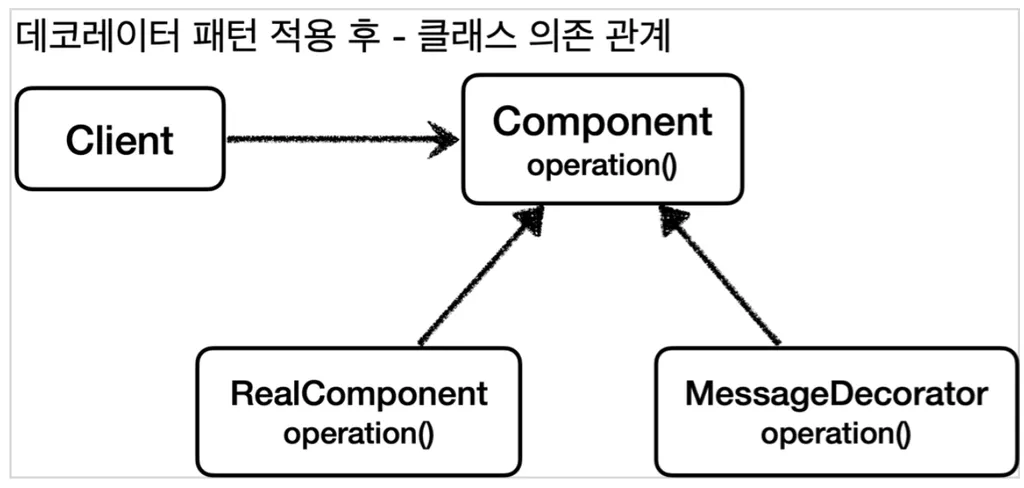 데코레이터 패턴 적용 후 - 클래스 의존 관계
Client
Component
operation()
RealComponent
operation()
MessageDecorator
operation()